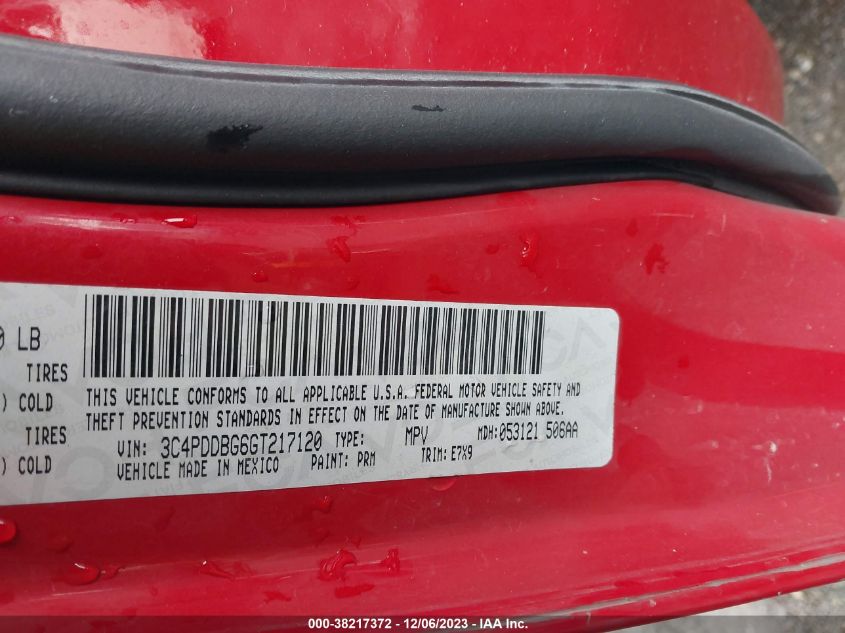 0 LB
TIRES
) COLD
TIRES
) COLD
THIS VEHICLE CONFORMS TO ALL APPLICABLE U.S.A. FEDERAL MOTOR VEHICLE SAFETY AND
THEFT PREVENTION STANDARDS IN EFFECT ON THE DATE OF MANUFACTURE SHOWN ABOVE.
VIN: 3C4PDDBG6GT217120 TYPE: MPV MDH:053121 506AA
VEHICLE MADE IN MEXICO PAINT: PRM TRIM: E7X9
000-38217372 - 12/06/2023 - IAA Inc.